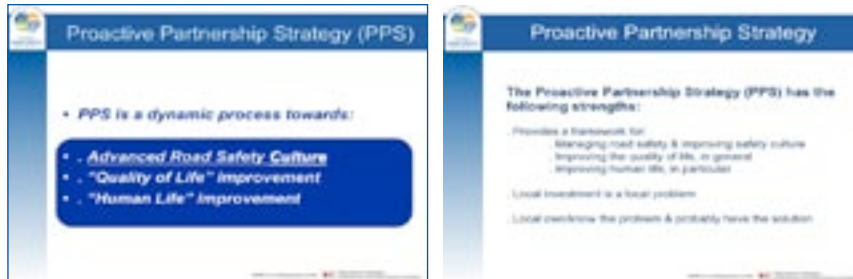 Proactive Partnership Strategy (PPS)
• PPS is a dynamic process towards:
• . Advanced Road Safety Culture
• . "Quality of Life" improvement
• . "Human Life" improvement
Proactive Partnership Strategy
The Proactive Partnership Strategy (PPS) has the
following strengths:
. Provides a framework for:
. Managing road safety & improving safety culture
. Improving the quality of life, in general
. Improving human life, in particular
. Local investment is a local problem
. Local own/know the problem & probably have the solution